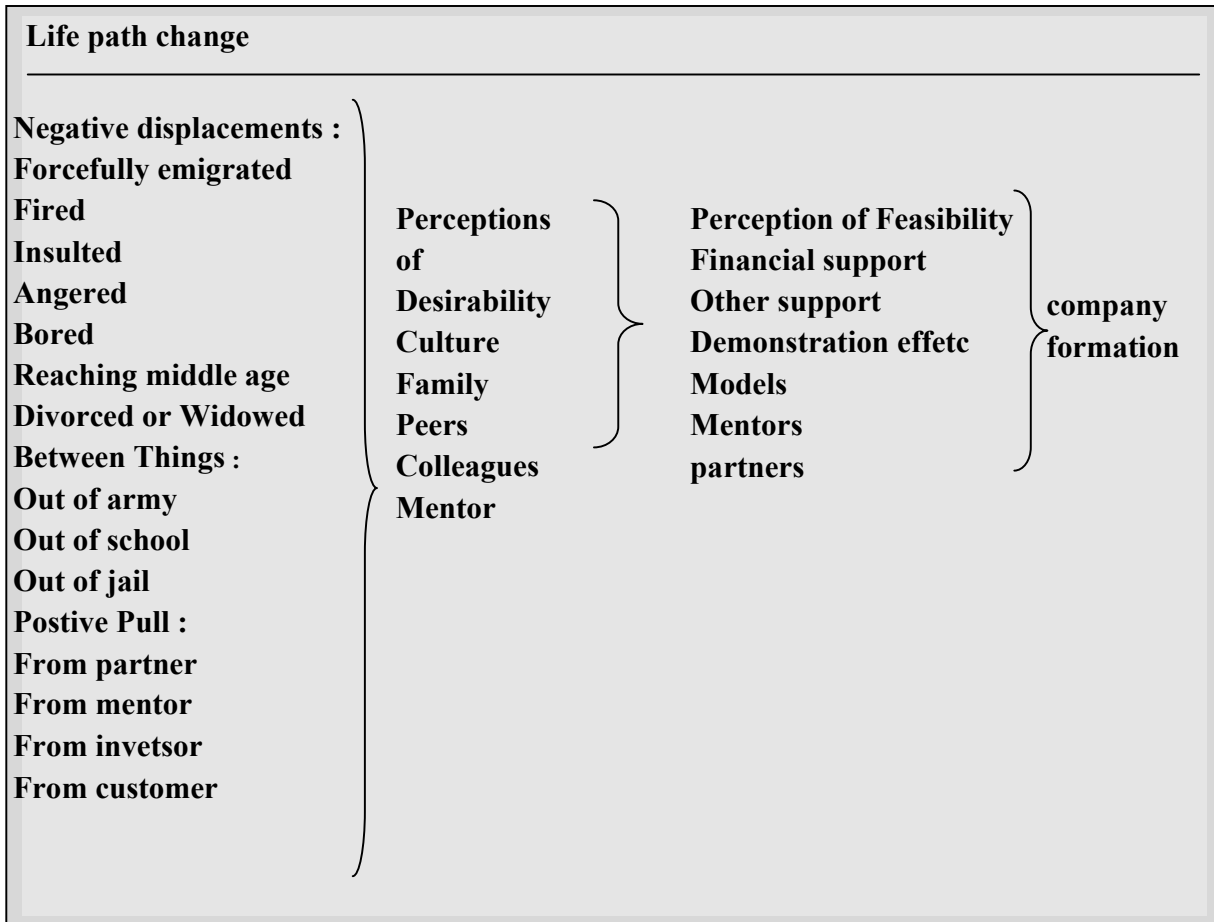 Life path change
Negative displacements :
Forcefully emigrated
Fired
Insulted
Angered
Bored
Reaching middle age
Divorced or Widowed
Between Things :
Out of army
Out of school
Out of jail
Postive Pull :
From partner
From mentor
From invetsor
From customer
Perceptions
of
Desirability
Culture
Family
Peers
Colleagues
Mentor
Perception of Feasibility
Financial support
Other support
Demonstration effetc
Models
Mentors
partners
company
formation